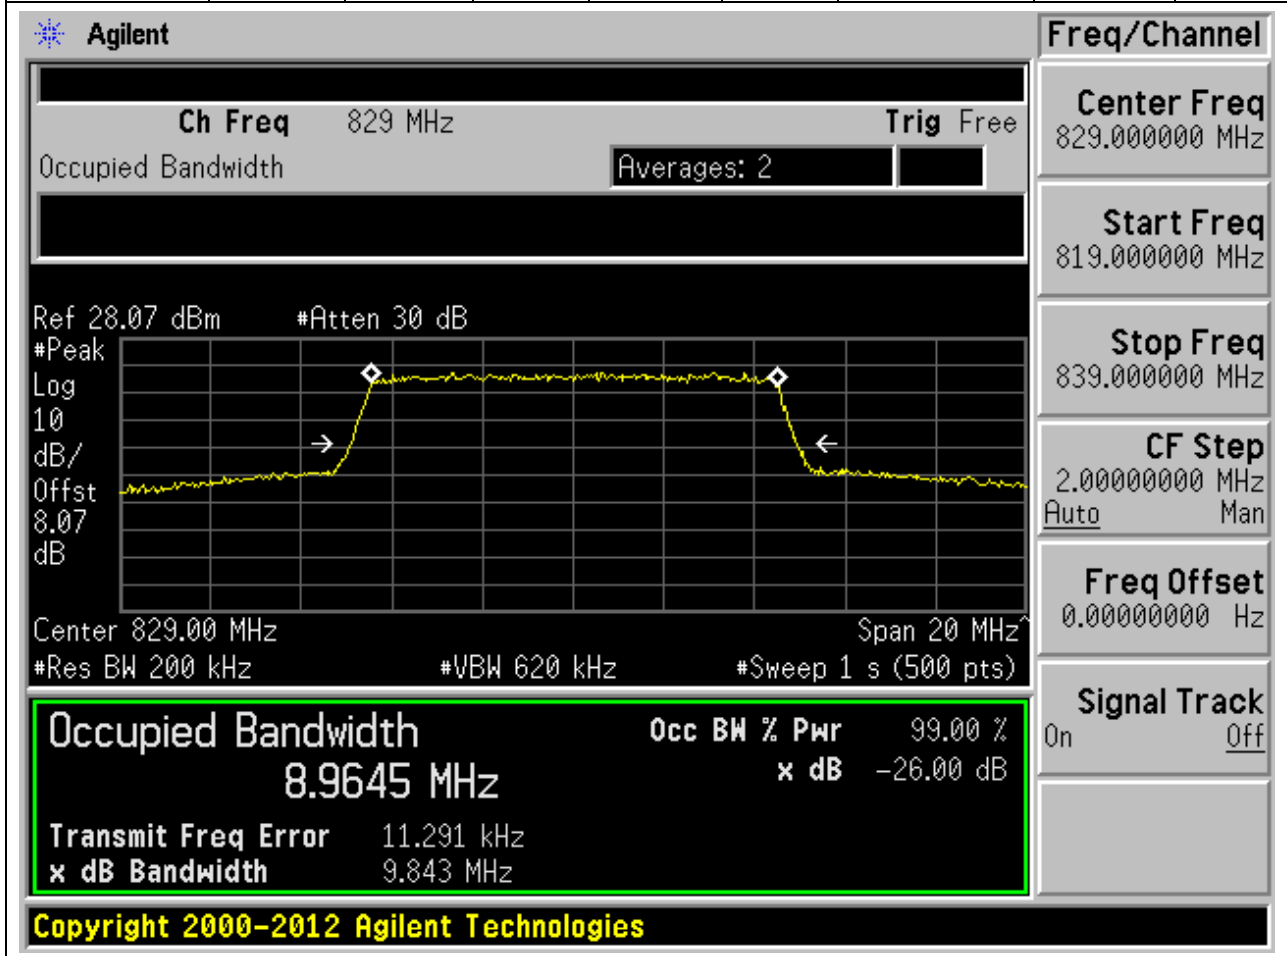 Agilent
Freq/Channel
Ch Freq 829 MHz Trig Free
Occupied Bandwidth Averages: 2
Center Freq
829.000000 MHz
Start Freq
819.000000 MHz
Stop Freq
839.000000 MHz
CF Step
2.00000000 MHz
Auto Man
Freq Offset
0.00000000 Hz
Signal Track
On Off
Ref 28.07 dBm #Atten 30 dB
#Peak
Log
10
dB/
Offst
8.07
dB
Center 829.00 MHz Span 20 MHz^
#Res BW 200 kHz #VBW 620 kHz #Sweep 1 s (500 pts)
Occupied Bandwidth Occ BW % Pwr 99.00 %
8.9645 MHz x dB -26.00 dB
Transmit Freq Error 11.291 kHz
x dB Bandwidth 9.843 MHz
Copyright 2000-2012 Agilent Technologies